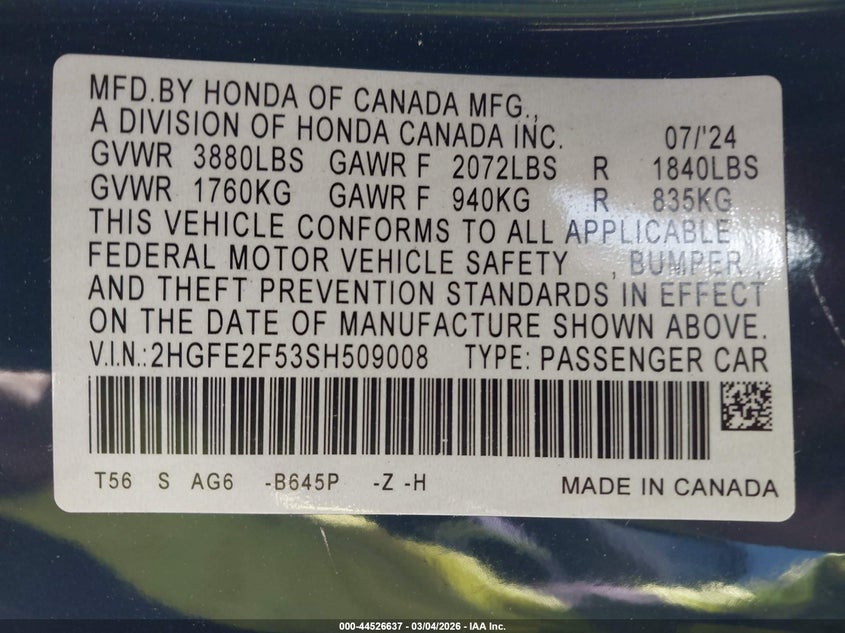 MFD.BY HONDA OF CANADA MFG.,
A DIVISION OF HONDA CANADA INC. 07/'24
GVWR 3880LBS GAWR F 2072LBS R 1840LBS
GVWR 1760KG GAWR F 940KG R 835KG
THIS VEHICLE CONFORMS TO ALL APPLICABLE
FEDERAL MOTOR VEHICLE SAFETY , BUMPER ,
AND THEFT PREVENTION STANDARDS IN EFFECT
ON THE DATE OF MANUFACTURE SHOWN ABOVE.
V.I.N.:2HGFE2F53SH509008 TYPE: PASSENGER CAR
T56 S AG6 -B645P -Z -H MADE IN CANADA
000-44526637 - 03/04/2026 - IAA Inc.